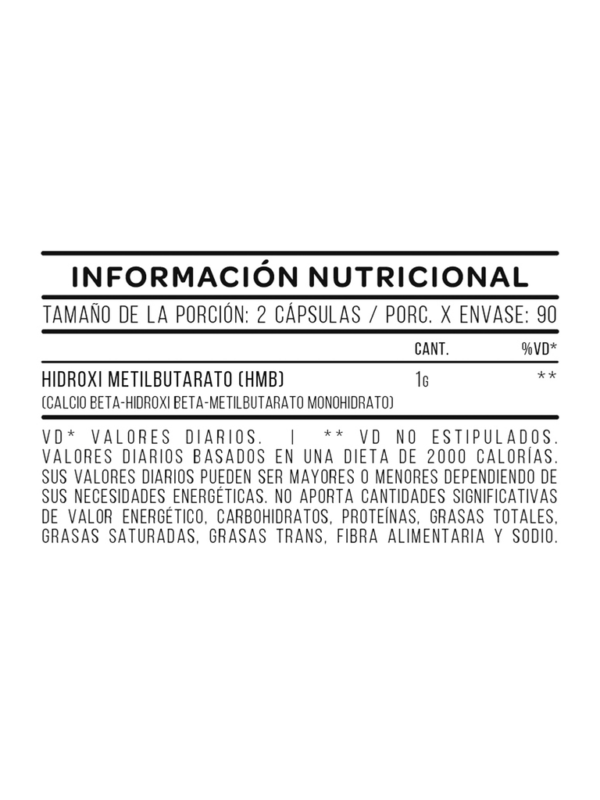 INFORMACIÓN NUTRICIONAL
TAMAÑO DE LA PORCIÓN: 2 CÁPSULAS / PORC. X ENVASE: 90
CANT. %VD*
HIDROXI METILBUTARATO (HMB) 1G **
(CALCIO BETA-HIDROXI BETA-METILBUTARATO MONOHIDRATO)
VD* VALORES DIARIOS. | ** VD NO ESTIPULADOS.
VALORES DIARIOS BASADOS EN UNA DIETA DE 2000 CALORÍAS.
SUS VALORES DIARIOS PUEDEN SER MAYORES O MENORES DEPENDIENDO DE
SUS NECESIDADES ENERGÉTICAS. NO APORTA CANTIDADES SIGNIFICATIVAS
DE VALOR ENERGÉTICO, CARBOHIDRATOS, PROTEÍNAS, GRASAS TOTALES,
GRASAS SATURADAS, GRASAS TRANS, FIBRA ALIMENTARIA Y SODIO.